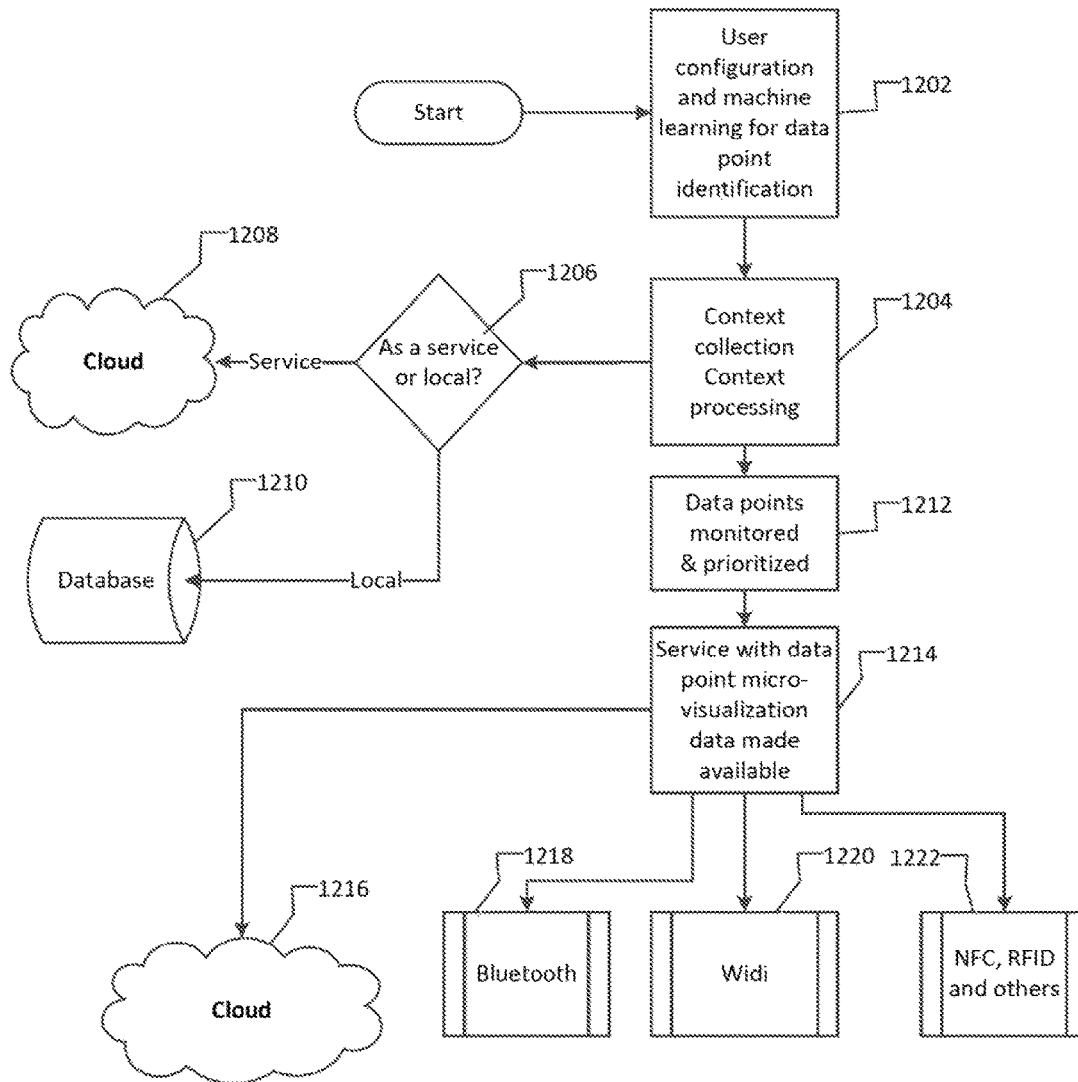 User
configuration
and machine
learning for data
point
identification
1202
Start
1208
1206
1204
Cloud
Service
As a service
or local?
Context
collection
Context
processing
1210
1212
Database
Local
Data points
monitored
& prioritized
1214
Service with data
point micro-
visualization
data made
available
1216
1218
1220
1222
Cloud
Bluetooth
Widi
NFC, RFID
and others